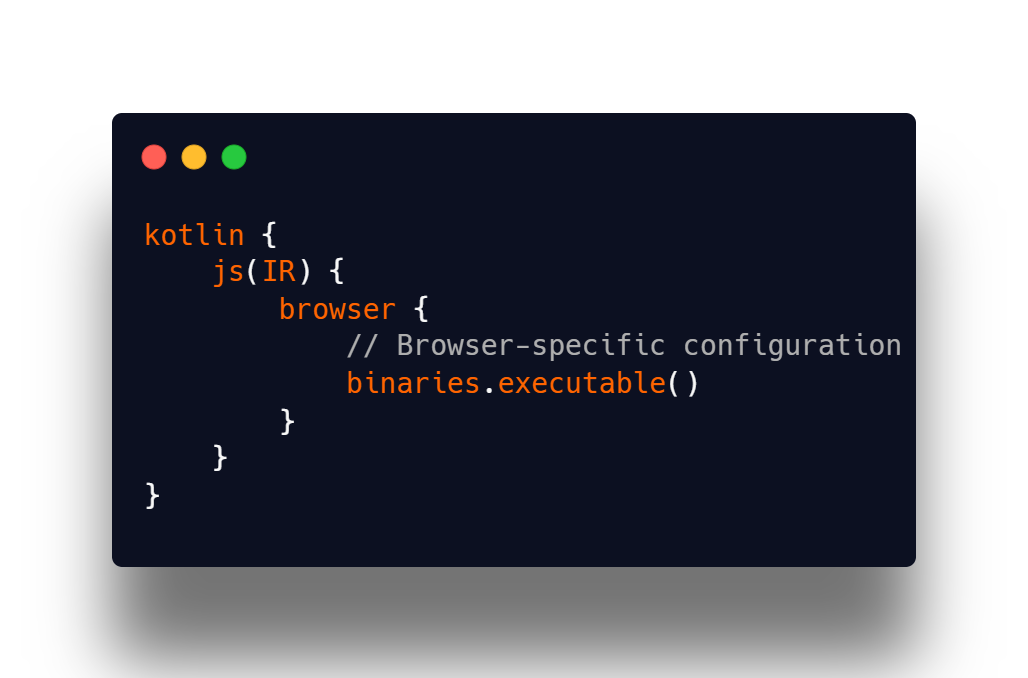 kotlin {
    js(IR) {
        browser {
            // Browser-specific configuration
            binaries.executable()
        }
    }
}